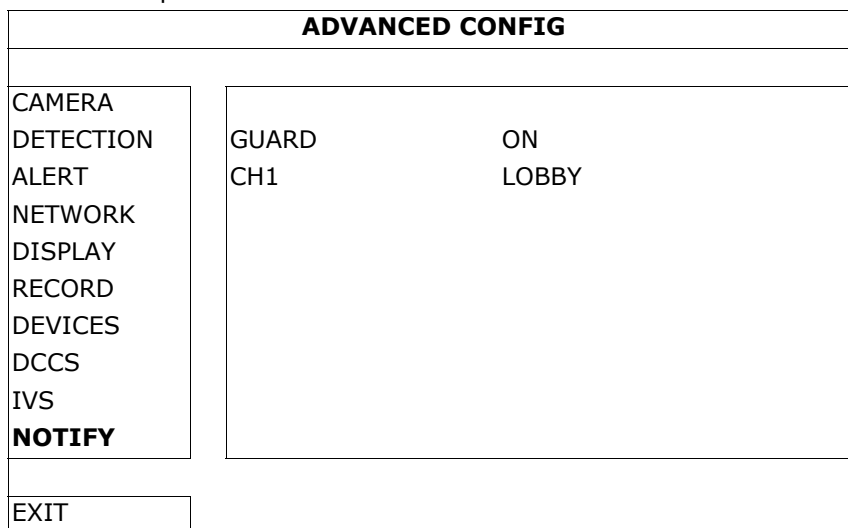 ADVANCED CONFIG
CAMERA
DETECTION GUARD ON
ALERT CH1 LOBBY
NETWORK
DISPLAY
RECORD
DEVICES
DCCS
IVS
NOTIFY
EXIT